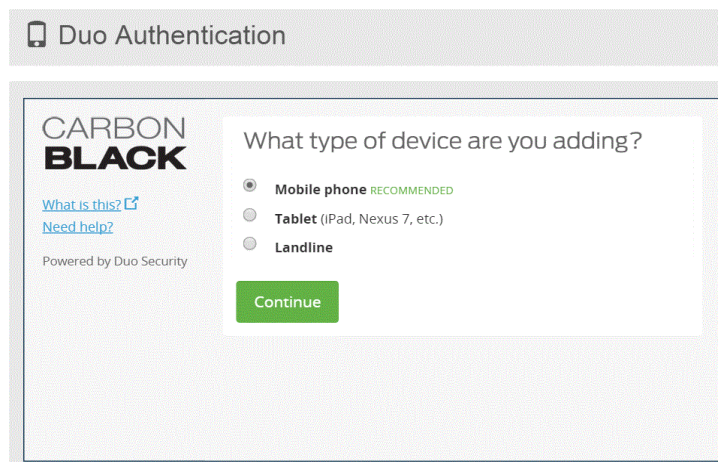 Duo Authentication
CARBON
BLACK
What is this?
Need help?
Powered by Duo Security
What type of device are you adding?
Mobile phone RECOMMENDED
Tablet (iPad, Nexus 7, etc.)
Landline
Continue